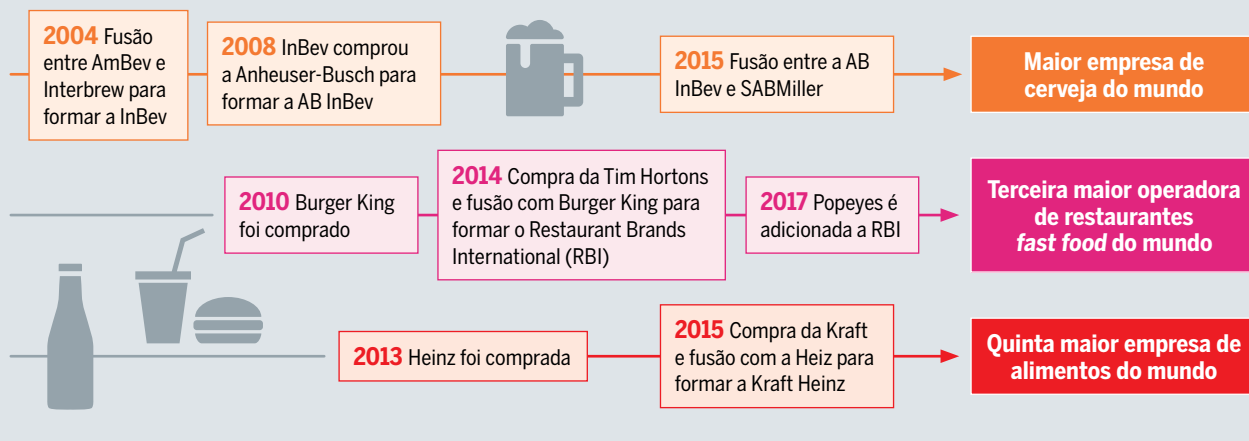 2004 Fusão
entre AmBev e
Interbrew para
formar a InBev
2008 InBev comprou
a Anheuser-Busch para
formar a AB InBev
2015 Fusão entre a AB
InBev e SABMiller
Maior empresa de
cerveja do mundo
2010 Burger King
foi comprado
2014 Compra da Tim Hortons
e fusão com Burger King para
formar o Restaurant Brands
International (RBI)
2017 Popeyes é
adicionada a RBI
Terceira maior operadora
de restaurantes
fast food do mundo
2013 Heinz foi comprada
2015 Compra da Kraft
e fusão com a Heiz para
formar a Kraft Heinz
Quinta maior empresa de
alimentos do mundo